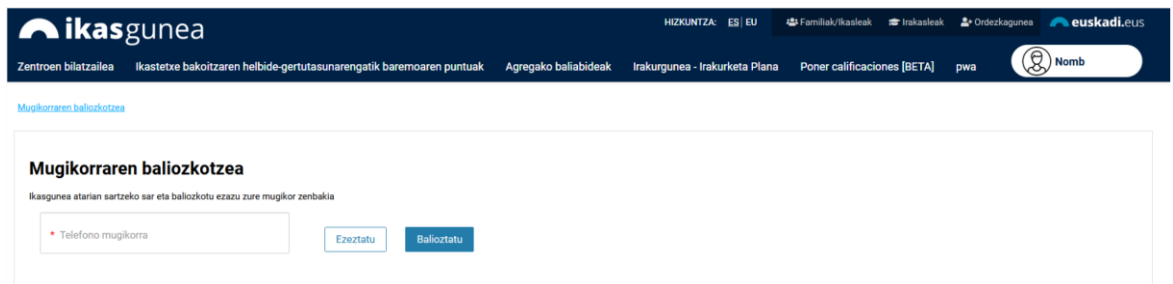 ikasgunea
HIZKUNTZA: ES | EU Familiak/Ikasleak Irakasleak Ordezkagunea euskadi.eus
Zentroen bilatzailea Ikastetxe bakoitzaren helbide-gertutasunarengatik baremoaren puntuak Agregako baliabideak Irakurgunea - Irakurketa Plana Poner calificaciones [BETA] pwa Nomb
Mugikorraren baliozkotzea
Mugikorraren baliozkotzea
Ikasgunea atarian sartzeko sar eta baliozkotu ezazu zure mugikor zenbakia
* Telefono mugikorra Ezeztatu Balioztatu